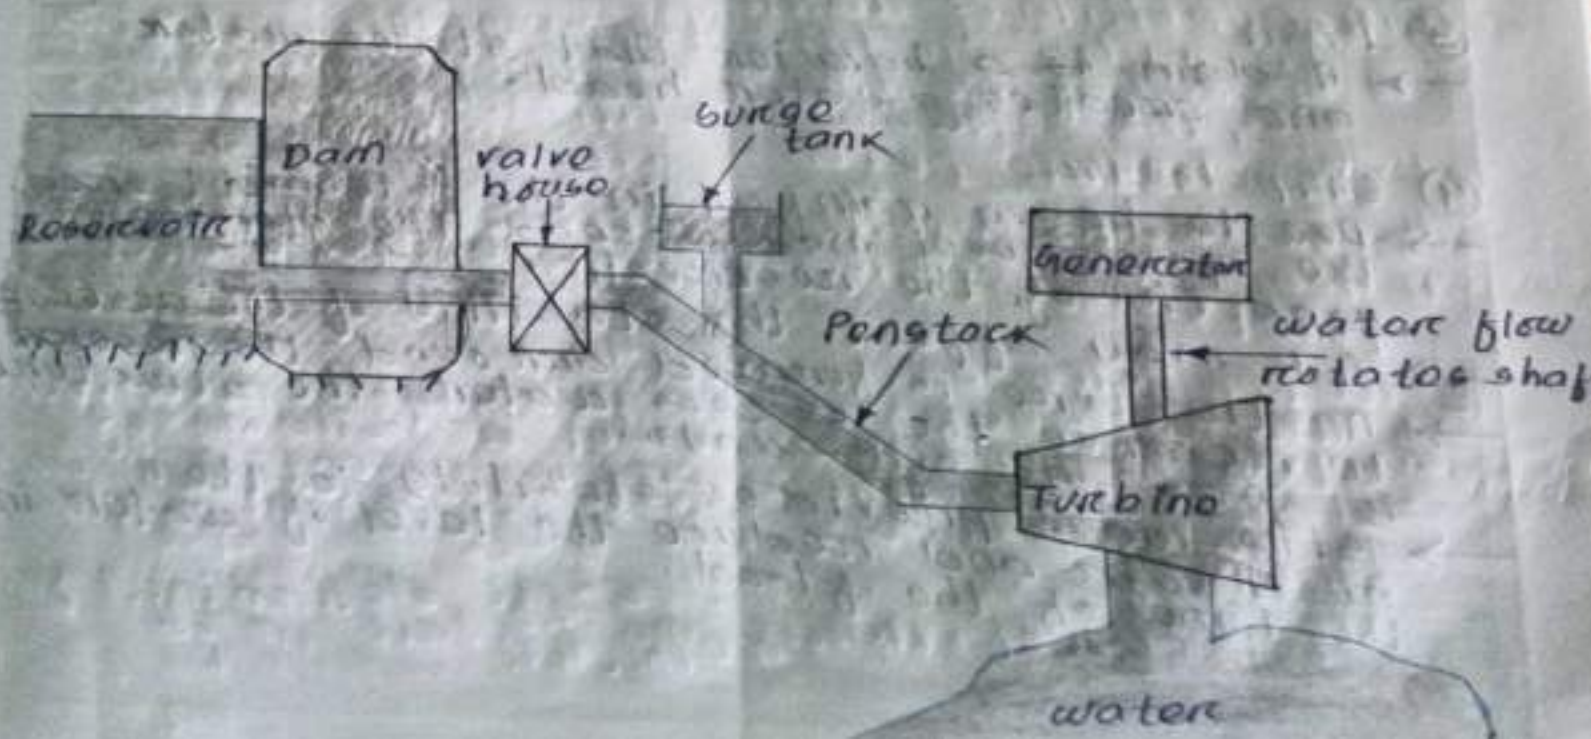 Dam
Reservoir
valve
house
Surge
tank
Penstock
Generator
water flow
rotates shaf
Turbine
water